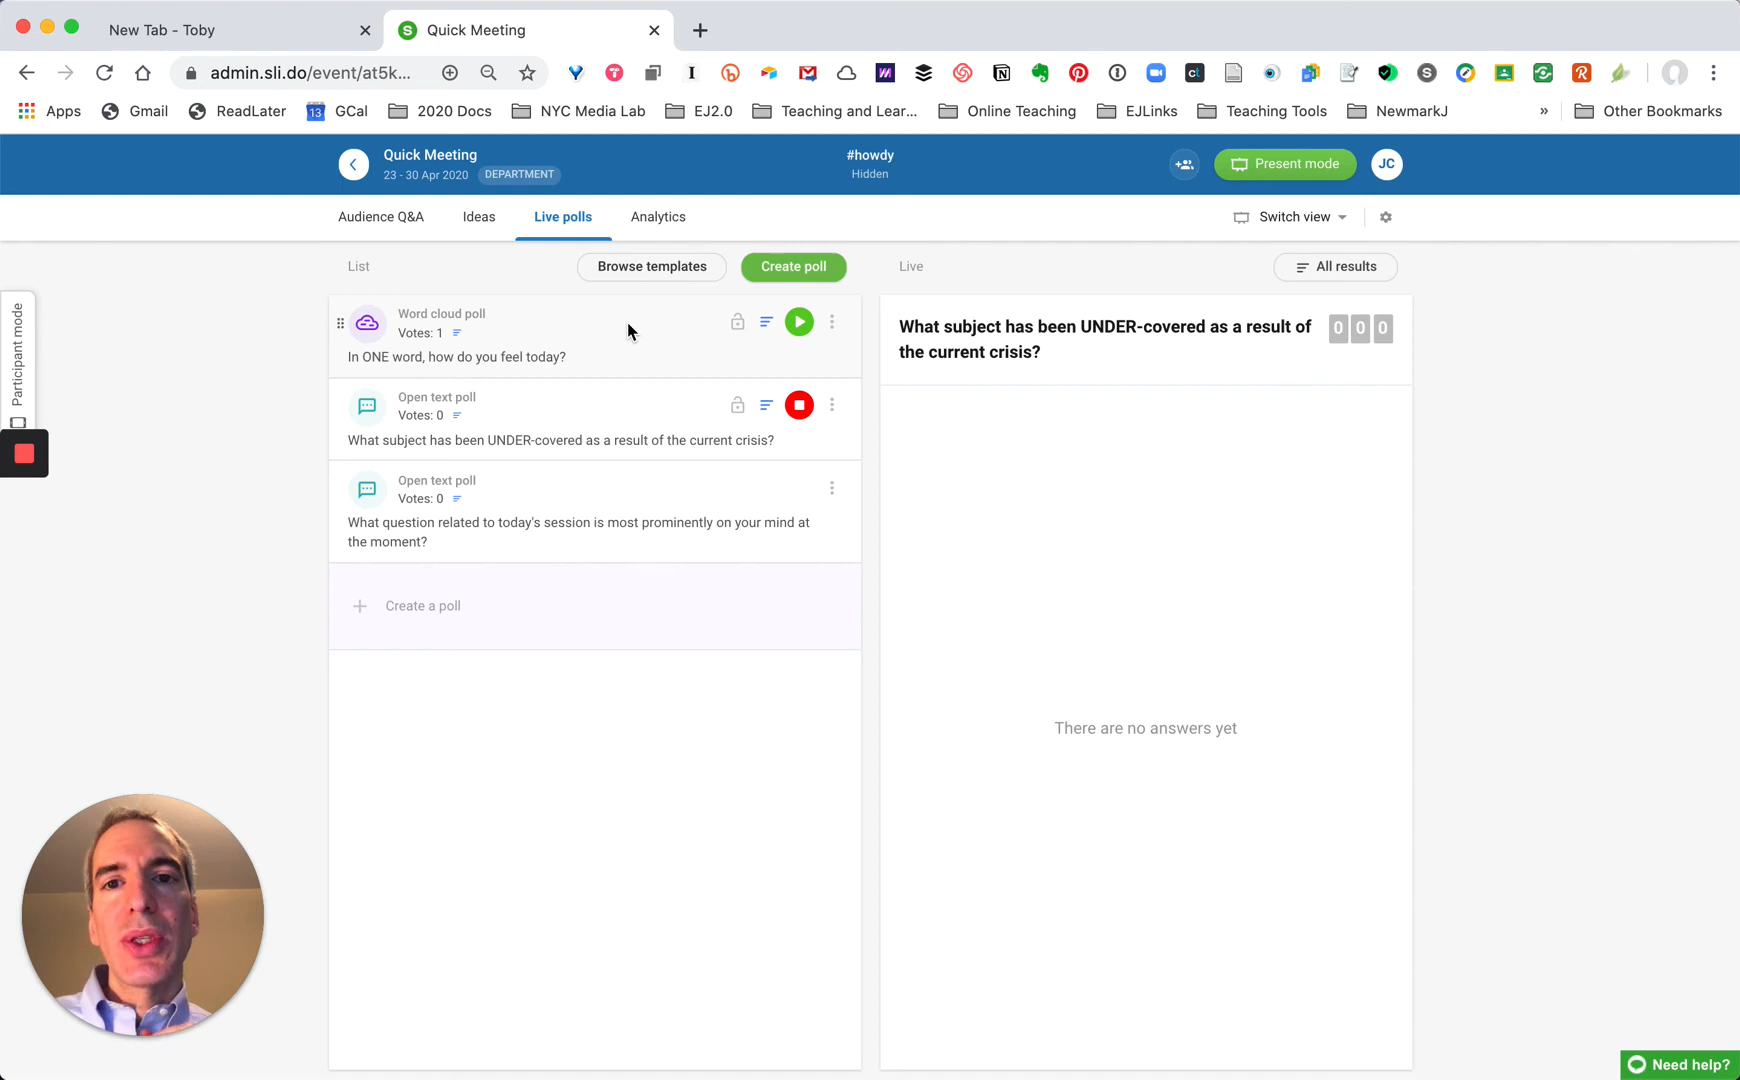 New Tab - Toby
Quick Meeting
admin.sli.do/event/at5k...
Apps
Gmail
ReadLater
13
GCal
2020 Docs
NYC Media Lab
EJ2.0
Teaching and Lear...
Online Teaching
EJLinks
Teaching Tools
NewmarkJ
»
Other Bookmarks
Quick Meeting
23 - 30 Apr 2020 DEPARTMENT
#howdy
Hidden
Present mode
JC
Audience Q&A
Ideas
Live polls
Analytics
Switch view
Participant mode
List
Browse templates
Create poll
Word cloud poll
Votes: 1
In ONE word, how do you feel today?
Open text poll
Votes: 0
What subject has been UNDER-covered as a result of the current crisis?
Open text poll
Votes: 0
What question related to today's session is most prominently on your mind at
the moment?
Create a poll
Live
All results
What subject has been UNDER-covered as a result of
the current crisis?
0 0 0
There are no answers yet
Need help?